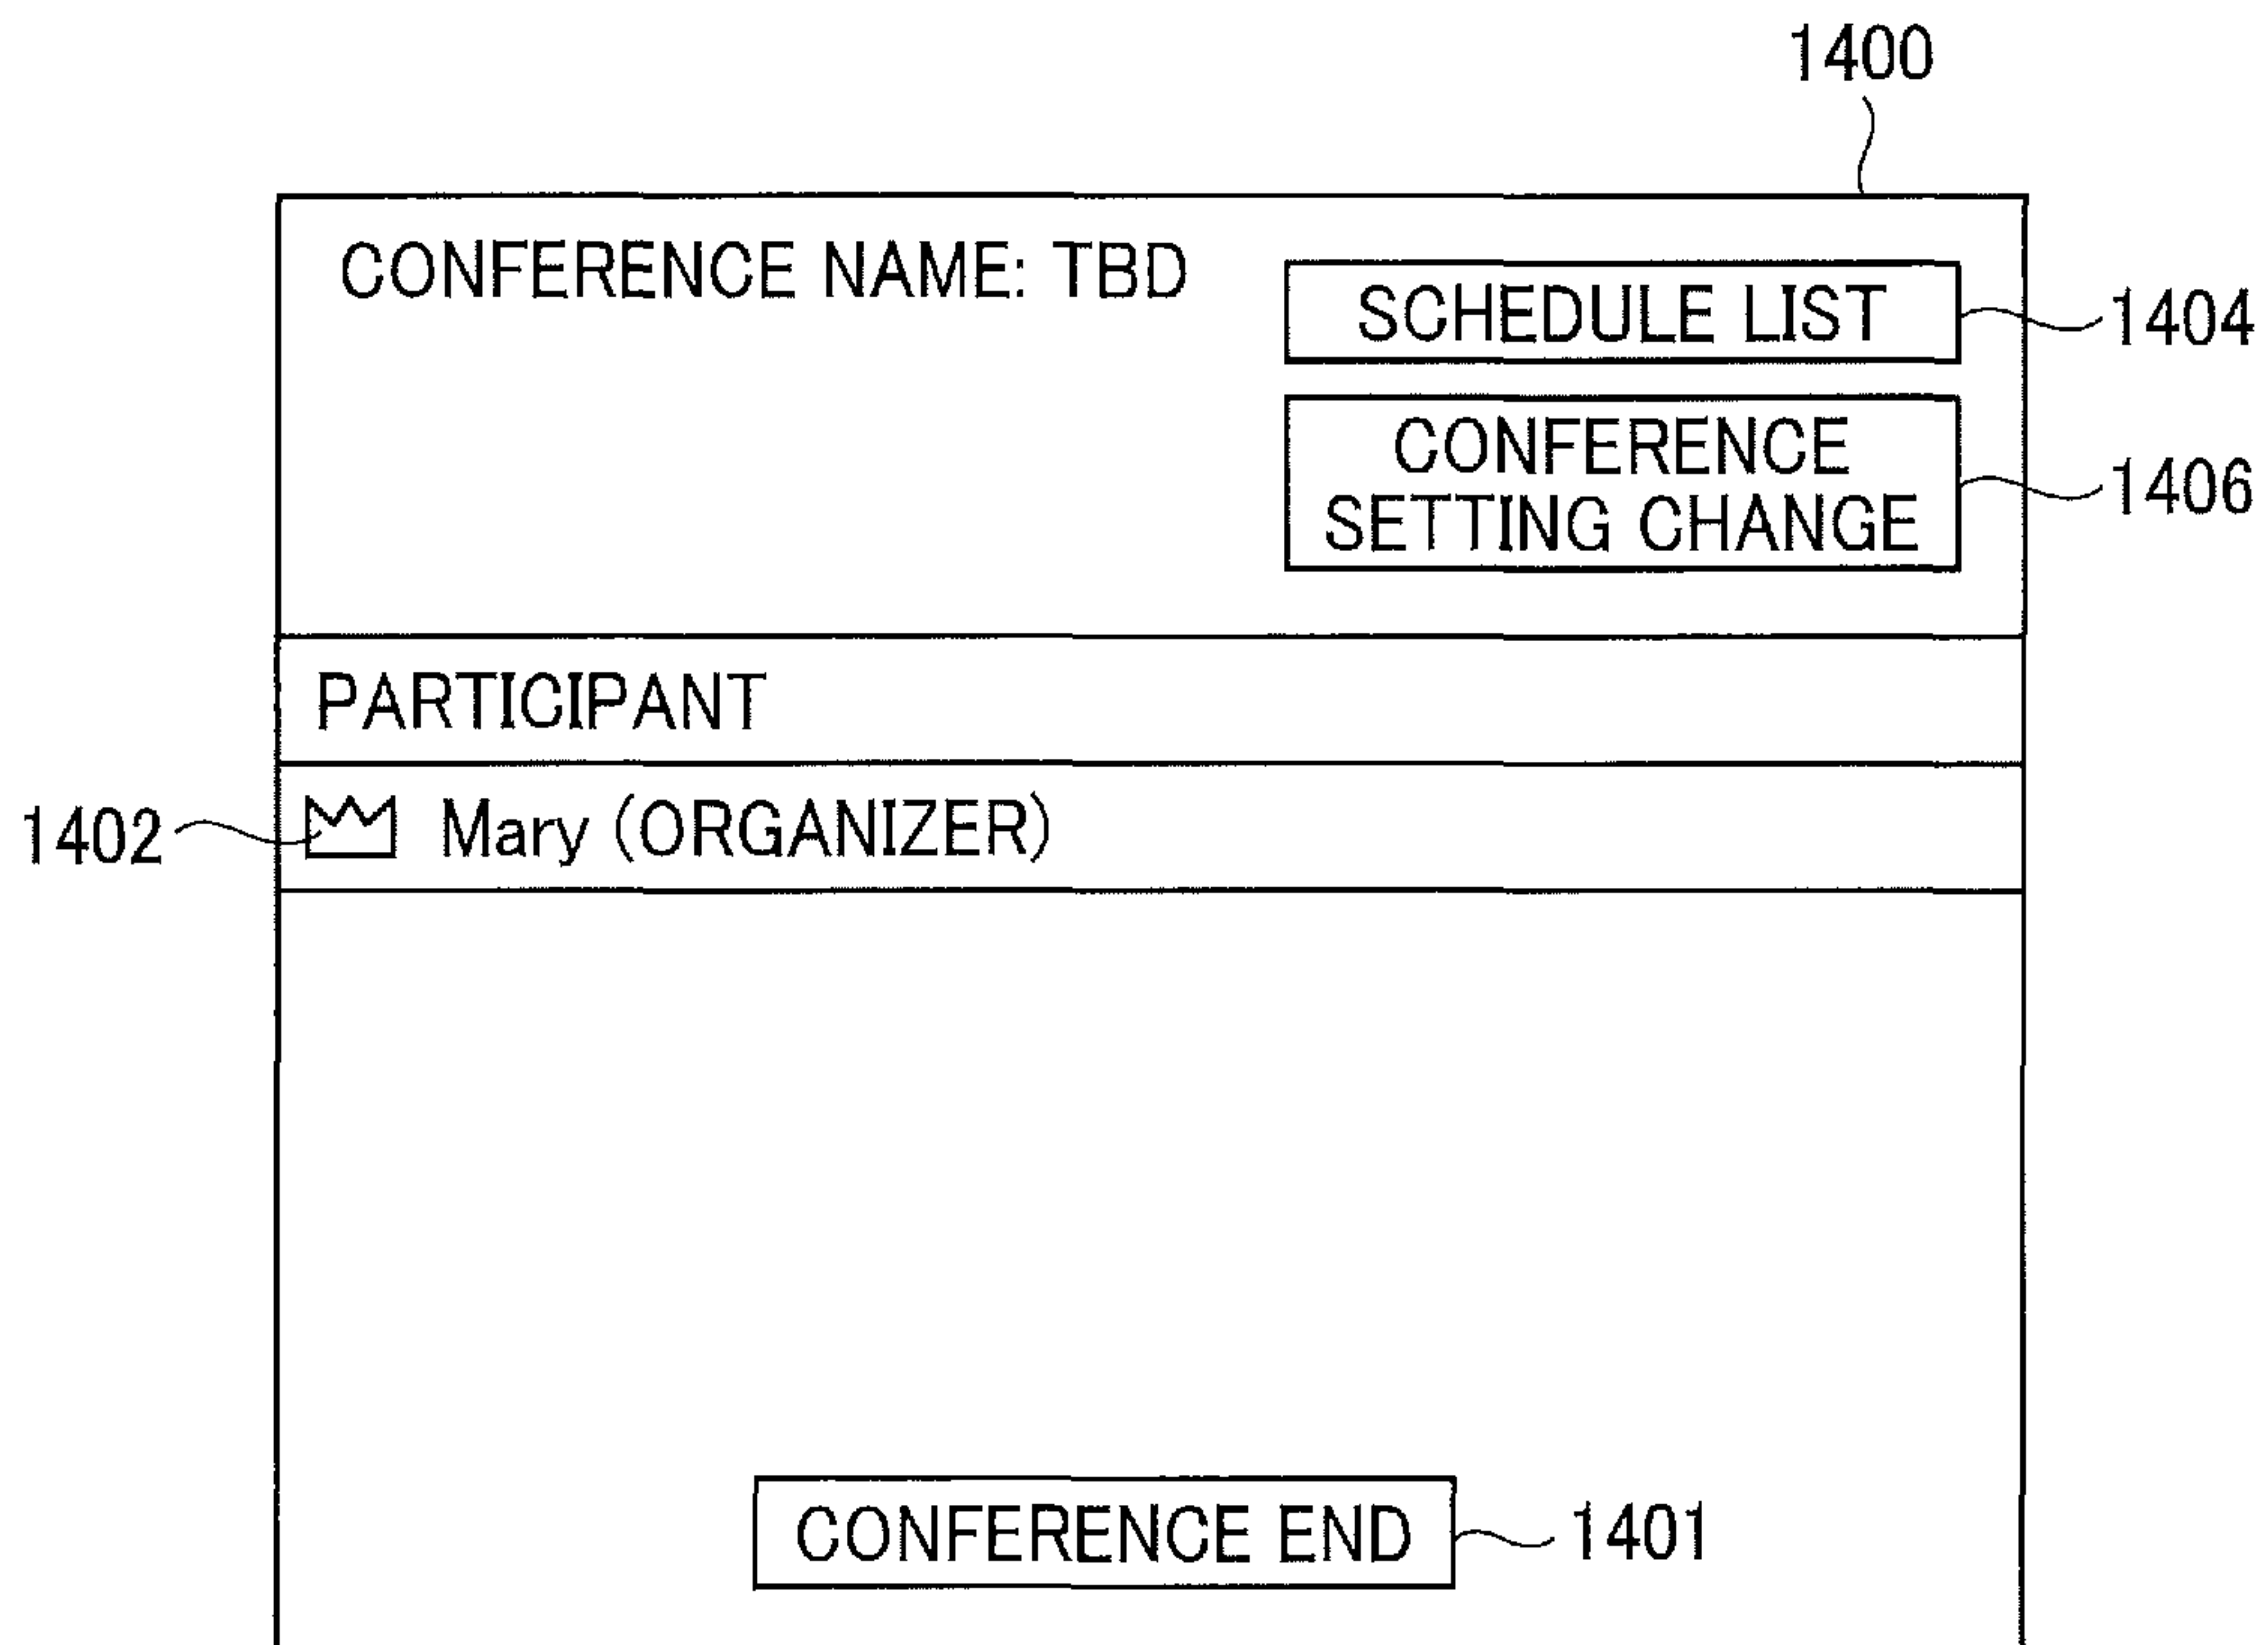 1400
CONFERENCE NAME: TBD
SCHEDULE LIST
1404
CONFERENCE
SETTING CHANGE
1406
PARTICIPANT
1402
Mary (ORGANIZER)
CONFERENCE END
1401